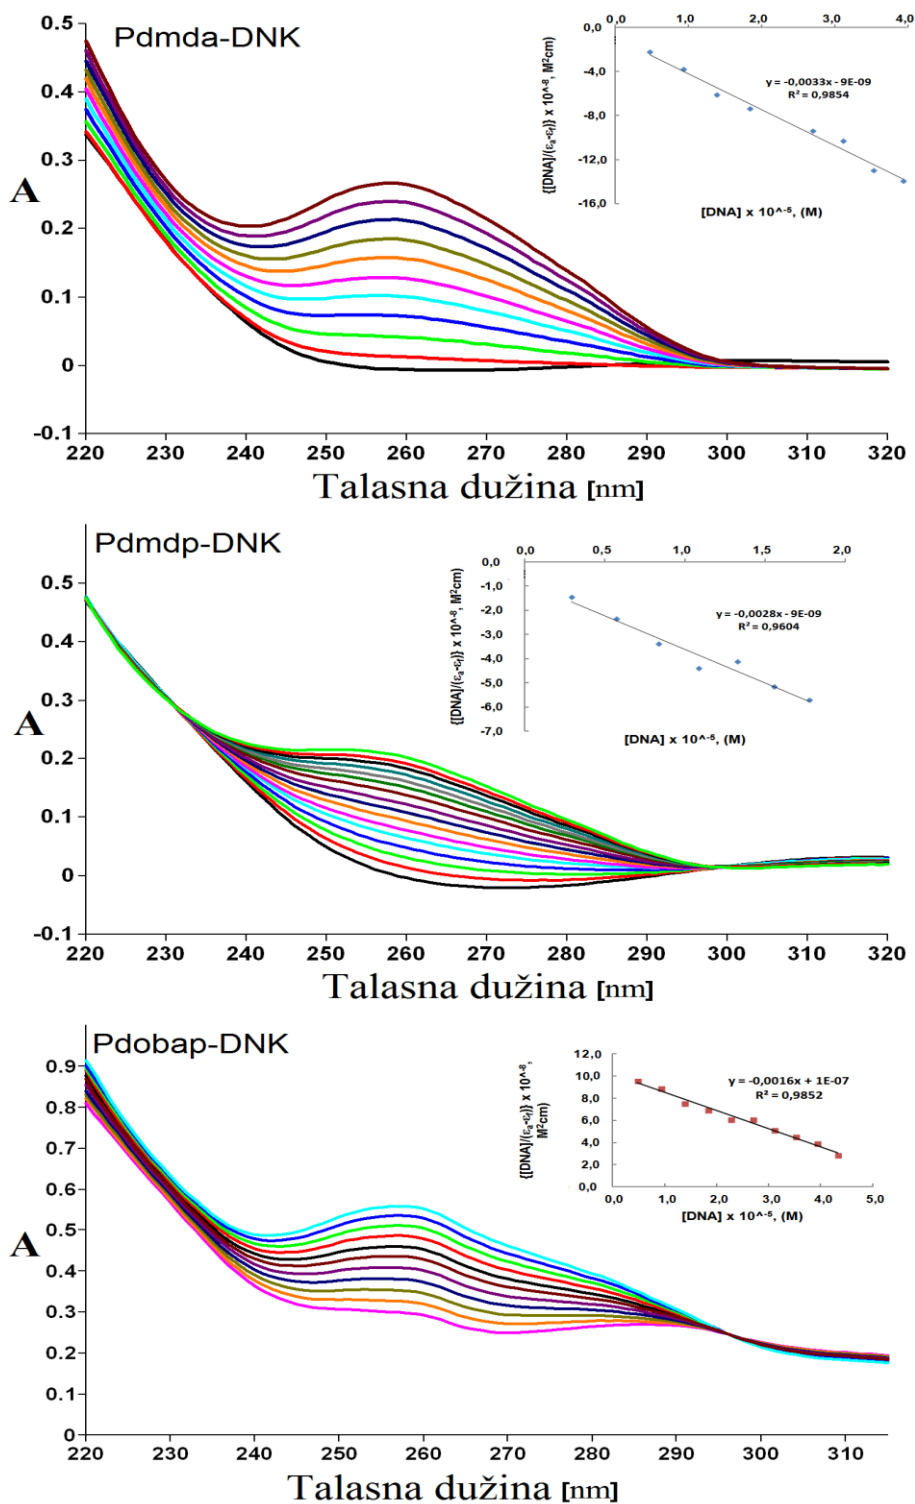 Pdmda-DNK
0.5
0.4
0.3
0.2
0.1
0
-0.1
A
220 230 240 250 260 270 280 290 300 310 320
Talasna dužina [nm]
0,0 1,0 2,0 3,0 4,0
0,0
-4,0
-8,0
-12,0
-16,0
{[DNA]/(εa-εf)} x 10^-8, M²cm)
y = -0,0033x - 9E-09
R² = 0,9854
[DNA] x 10^-5, (M)
Pdmdp-DNK
0.5
0.4
0.3
0.2
0.1
0
-0.1
A
220 230 240 250 260 270 280 290 300 310 320
Talasna dužina [nm]
0,0 0,5 1,0 1,5 2,0
0,0
-1,0
-2,0
-3,0
-4,0
-5,0
-6,0
-7,0
{[DNA]/(εa-εf)} x 10^-8, M²cm)
y = -0,0028x - 9E-09
R² = 0,9604
[DNA] x 10^-5, (M)
Pdobap-DNK
0.9
0.8
0.7
0.6
0.5
0.4
0.3
0.2
0.1
0
A
220 230 240 250 260 270 280 290 300 310
Talasna dužina [nm]
12,0
10,0
8,0
6,0
4,0
2,0
0,0
0,0 1,0 2,0 3,0 4,0 5,0
{[DNA]/(εa-εf)} x 10^-8,
M²cm)
y = -0,0016x + 1E-07
R² = 0,9852
[DNA] x 10^-5, (M)